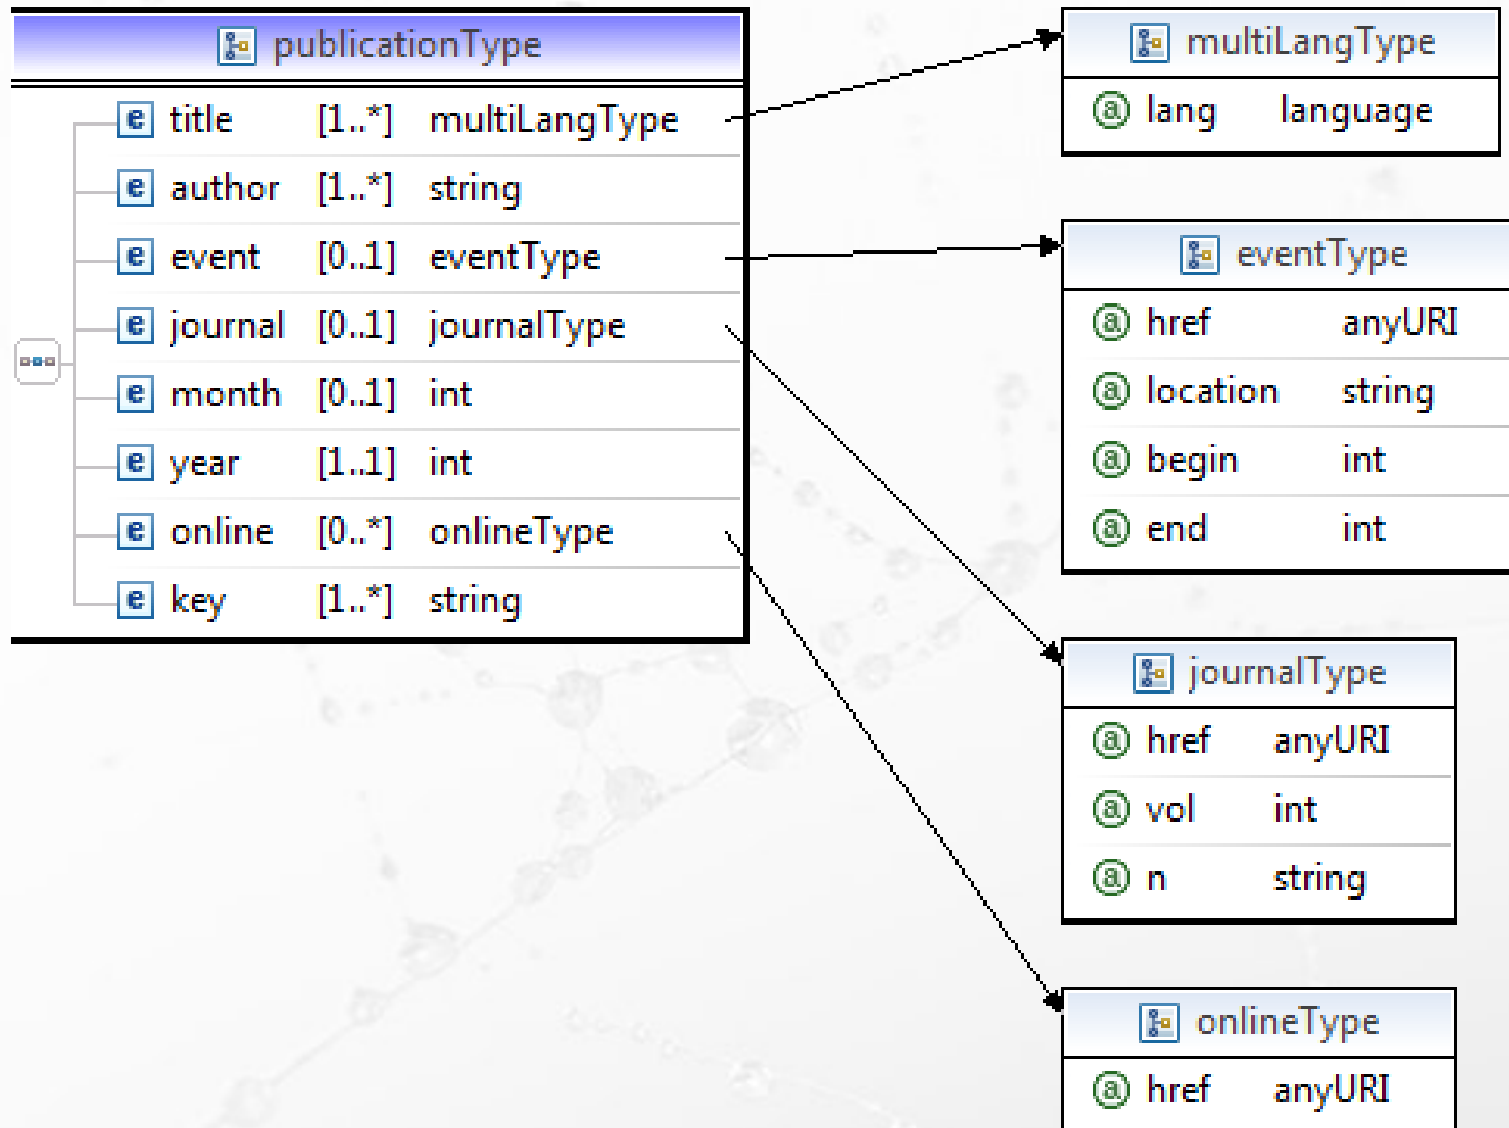 publicationType
e title [1..*] multiLangType
e author [1..*] string
e event [0..1] eventType
e journal [0..1] journalType
e month [0..1] int
e year [1..1] int
e online [0..*] onlineType
e key [1..*] string
multiLangType
a lang language
eventType
a href anyURI
a location string
a begin int
a end int
journalType
a href anyURI
a vol int
a n string
onlineType
a href anyURI